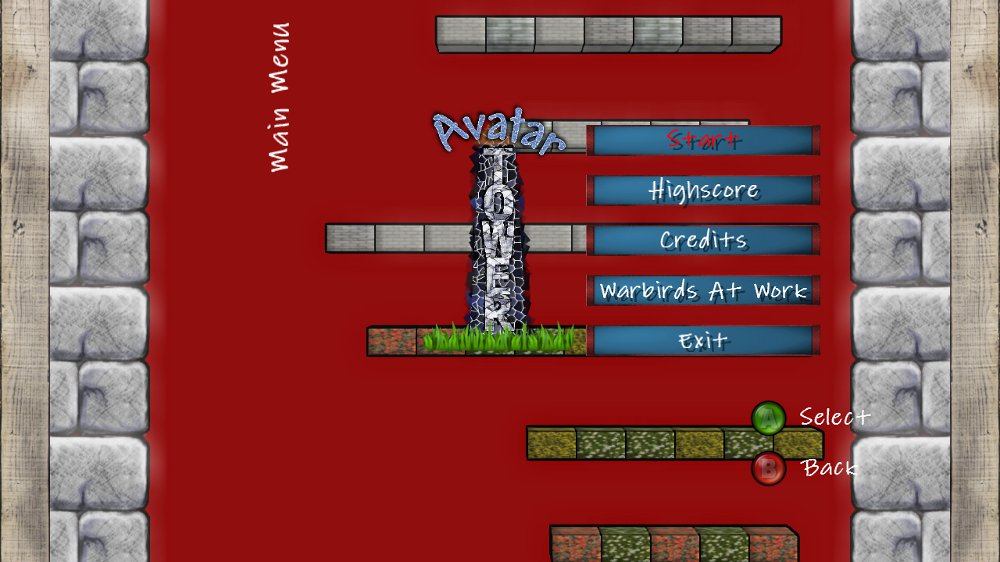 Main Menu
Avatar
TOWER
Start
Highscore
Credits
Warbirds At Work
Exit
A Select
B Back